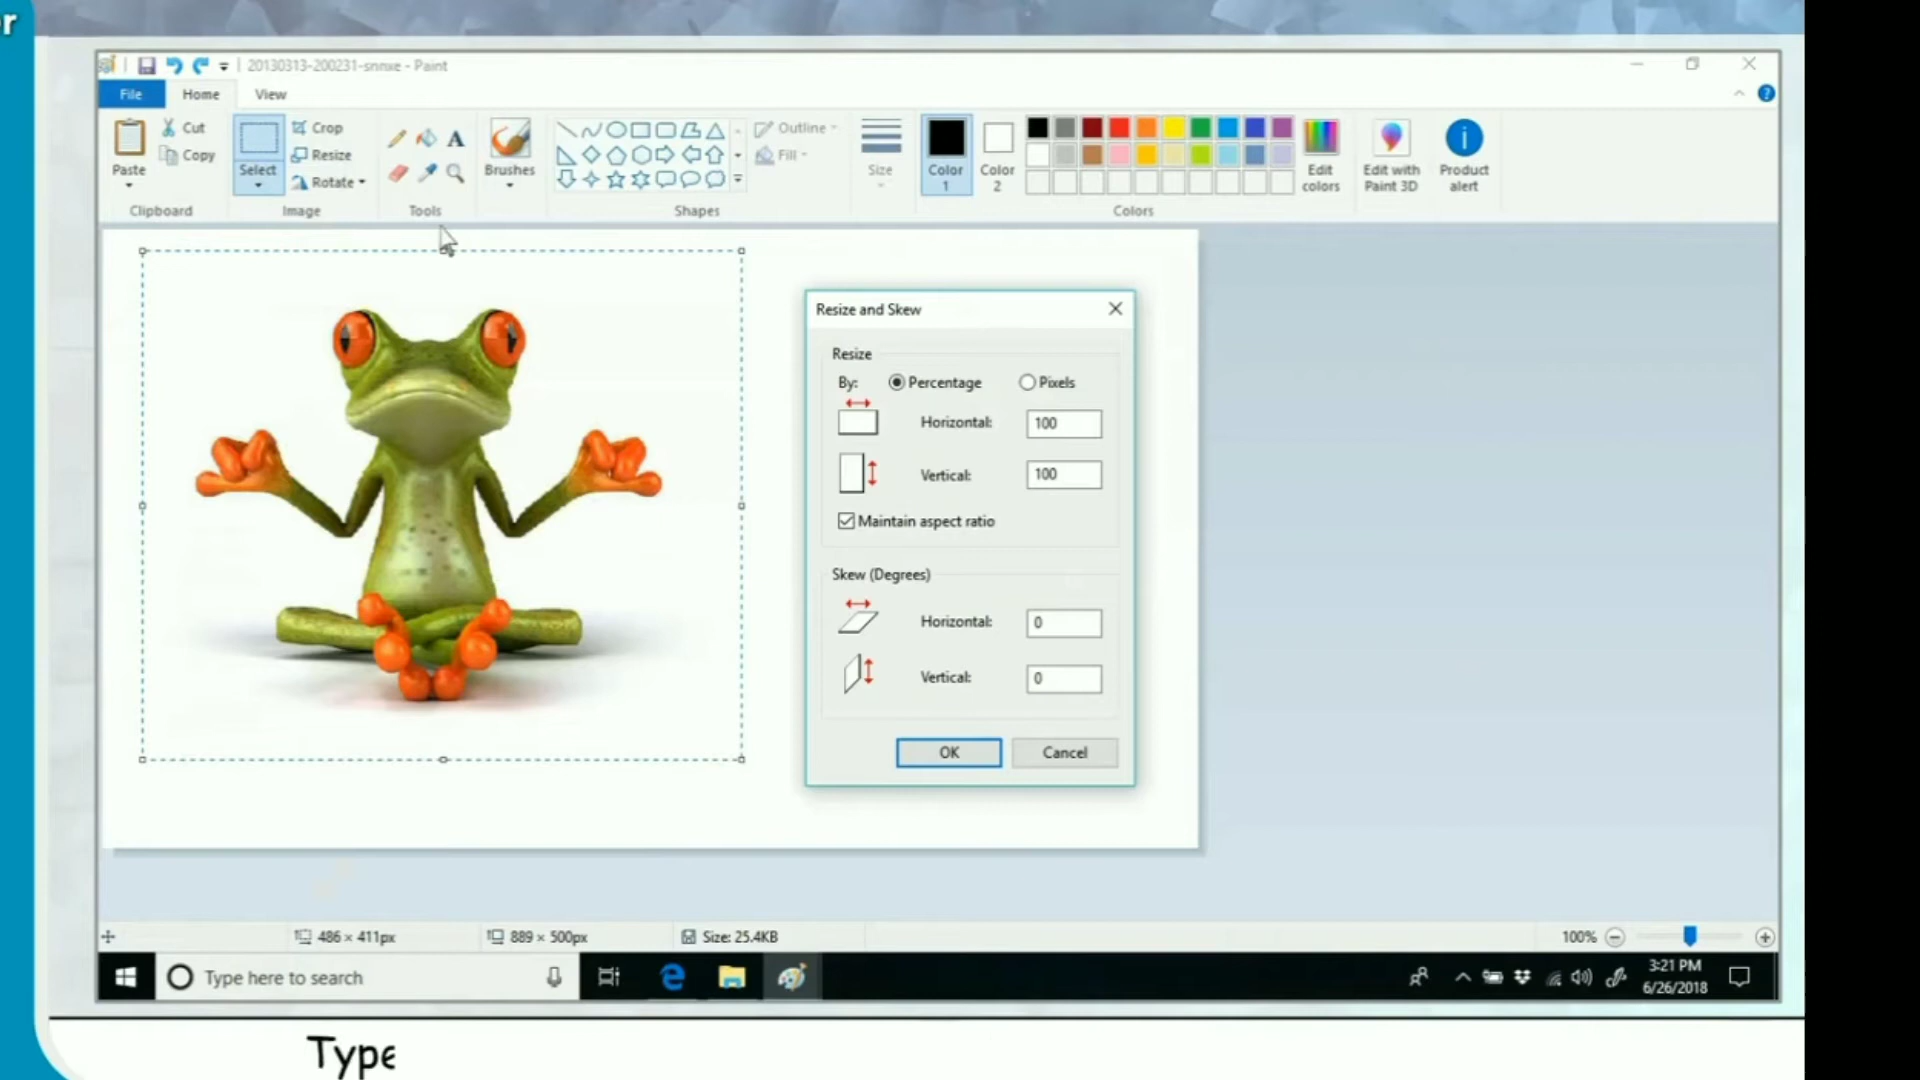 or
20130313-200231-snnxe - Paint
File Home View
Paste
Cut
Copy
Clipboard
Select
Crop
Resize
Rotate
Image
A
Tools
Brushes
Shapes
Outline
Fill
Size
Color 1
Color 2
Colors
Edit colors
Edit with Paint 3D
Product alert
Resize and Skew
Resize
By: Percentage Pixels
Horizontal: 100
Vertical: 100
Maintain aspect ratio
Skew (Degrees)
Horizontal: 0
Vertical: 0
OK Cancel
486 × 411px 889 × 500px Size: 25.4KB 100%
Type here to search
3:21 PM
6/26/2018
Type